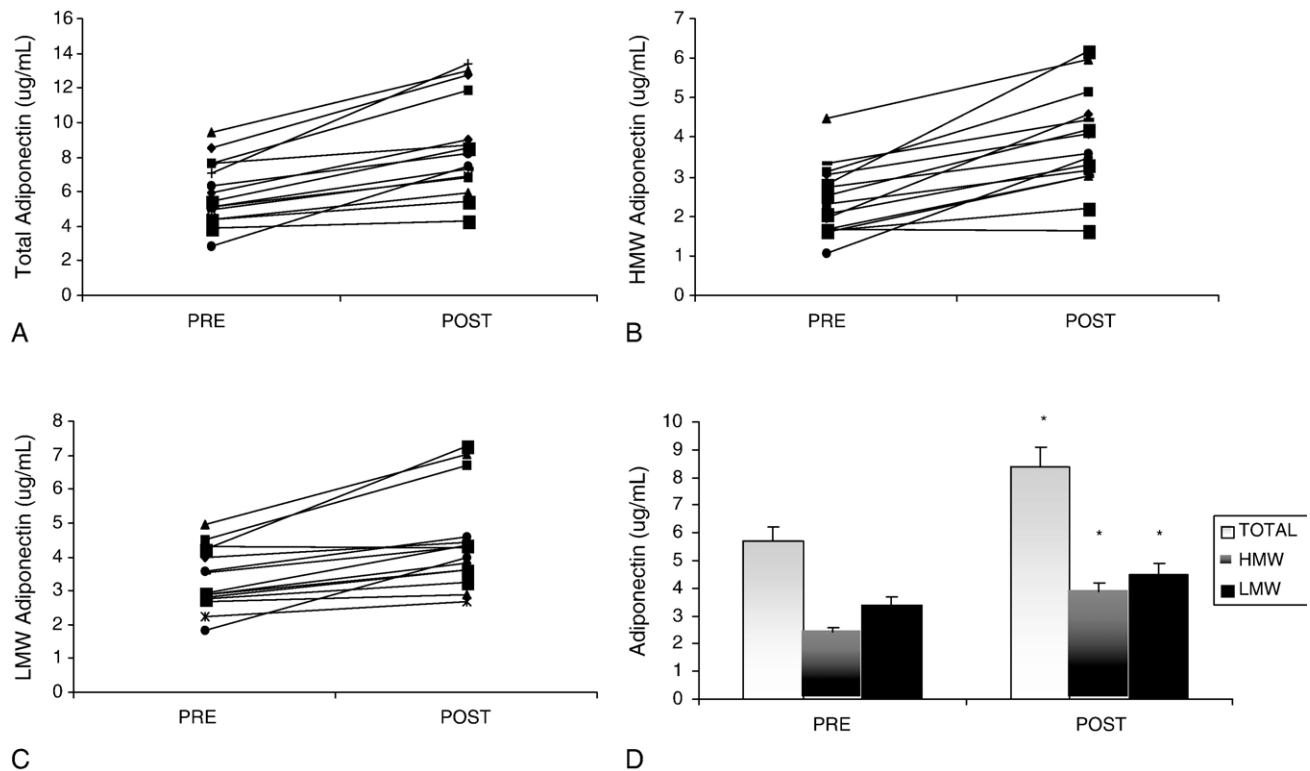 Total Adiponectin (ug/mL)
16
14
12
10
8
6
4
2
0
PRE
POST
A
HMW Adiponectin (ug/mL)
7
6
5
4
3
2
1
0
PRE
POST
B
LMW Adiponectin (ug/mL)
8
7
6
5
4
3
2
1
0
PRE
POST
C
Adiponectin (ug/mL)
10
9
8
7
6
5
4
3
2
1
0
*
*
*
PRE
POST
TOTAL
HMW
LMW
D